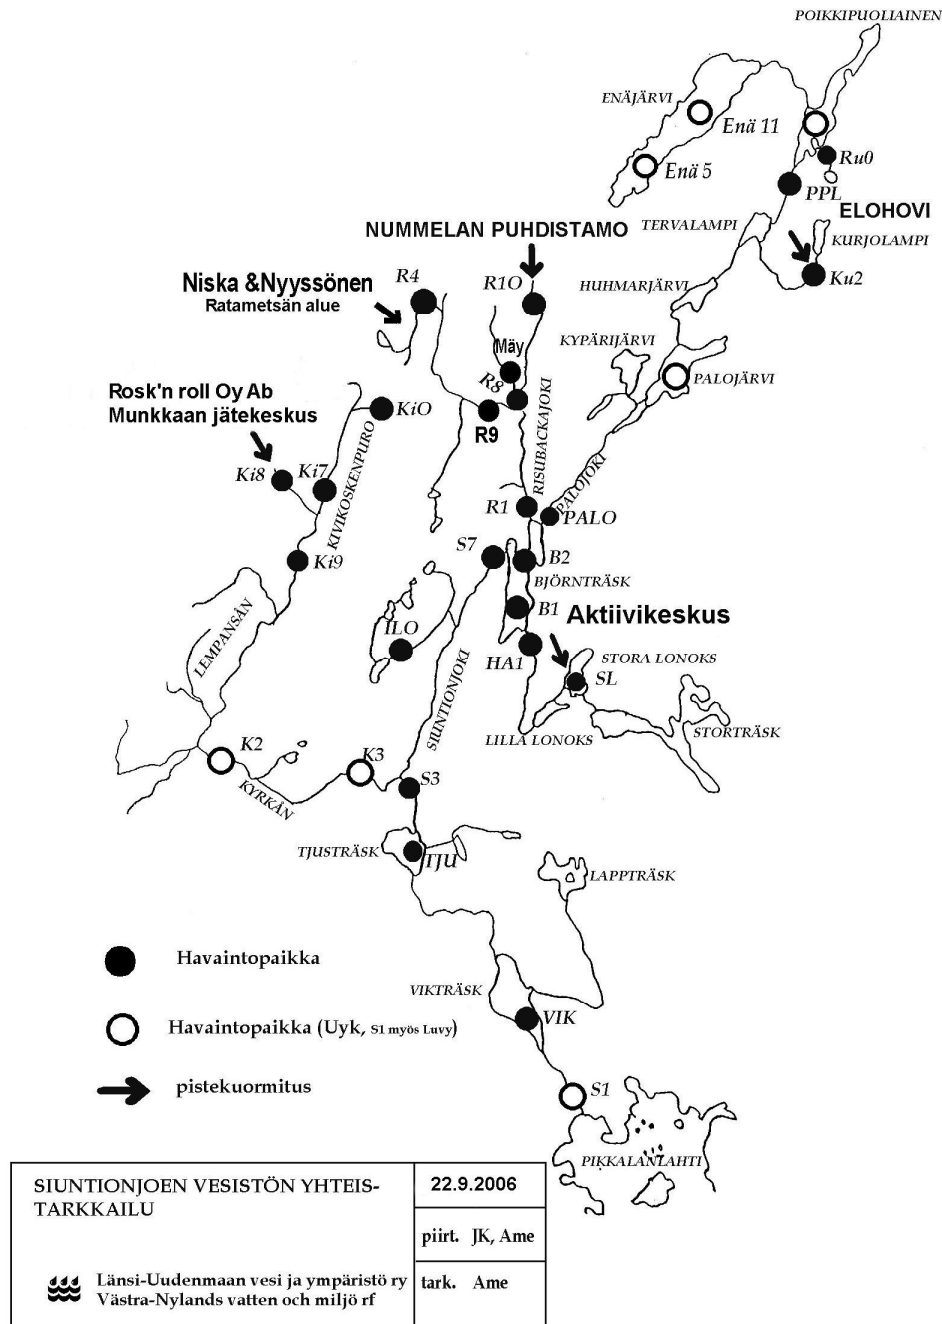 POIKKIPUOLIAINEN
ENÄJÄRVI
Enä 11
Enä 5
Ru0
PPL
ELOHOVI
TERVALAMPI
KURJOLAMPI
NUMMELAN PUHDISTAMO
Ku2
Niska &Nyyssönen
Ratametsän alue
R4
R1O
HUHMARJÄRVI
Mäy
KYPÄRIJÄRVI
R8
PALOJÄRVI
Rosk'n roll Oy Ab
Munkkaan jätekeskus
KiO
R9
RISUBACKAJOKI
PALOJOKI
Ki8
Ki7
KIVIKOSKENPURO
R1
PALO
S7
B2
Ki9
BJÖRNTRÄSK
B1
Aktiivikeskus
LEMPANSÅN
ILO
HA1
STORA LONOKS
SL
SIUNTIONJOKI
LILLA LONOKS
STORTRÄSK
K2
K3
KYRKÅN
S3
TJUSTRÄSK
TJU
LAPPTRÄSK
Havaintopaikka
VIKTRÄSK
VIK
Havaintopaikka (Uyk, S1 myös Luvy)
pistekuormitus
S1
PIKKALANLAHTI
SIUNTIONJOEN VESISTÖN YHTEIS-
TARKKAILU
22.9.2006
piirt. JK, Ame
tark. Ame
Länsi-Uudenmaan vesi ja ympäristö ry
Västra-Nylands vatten och miljö rf